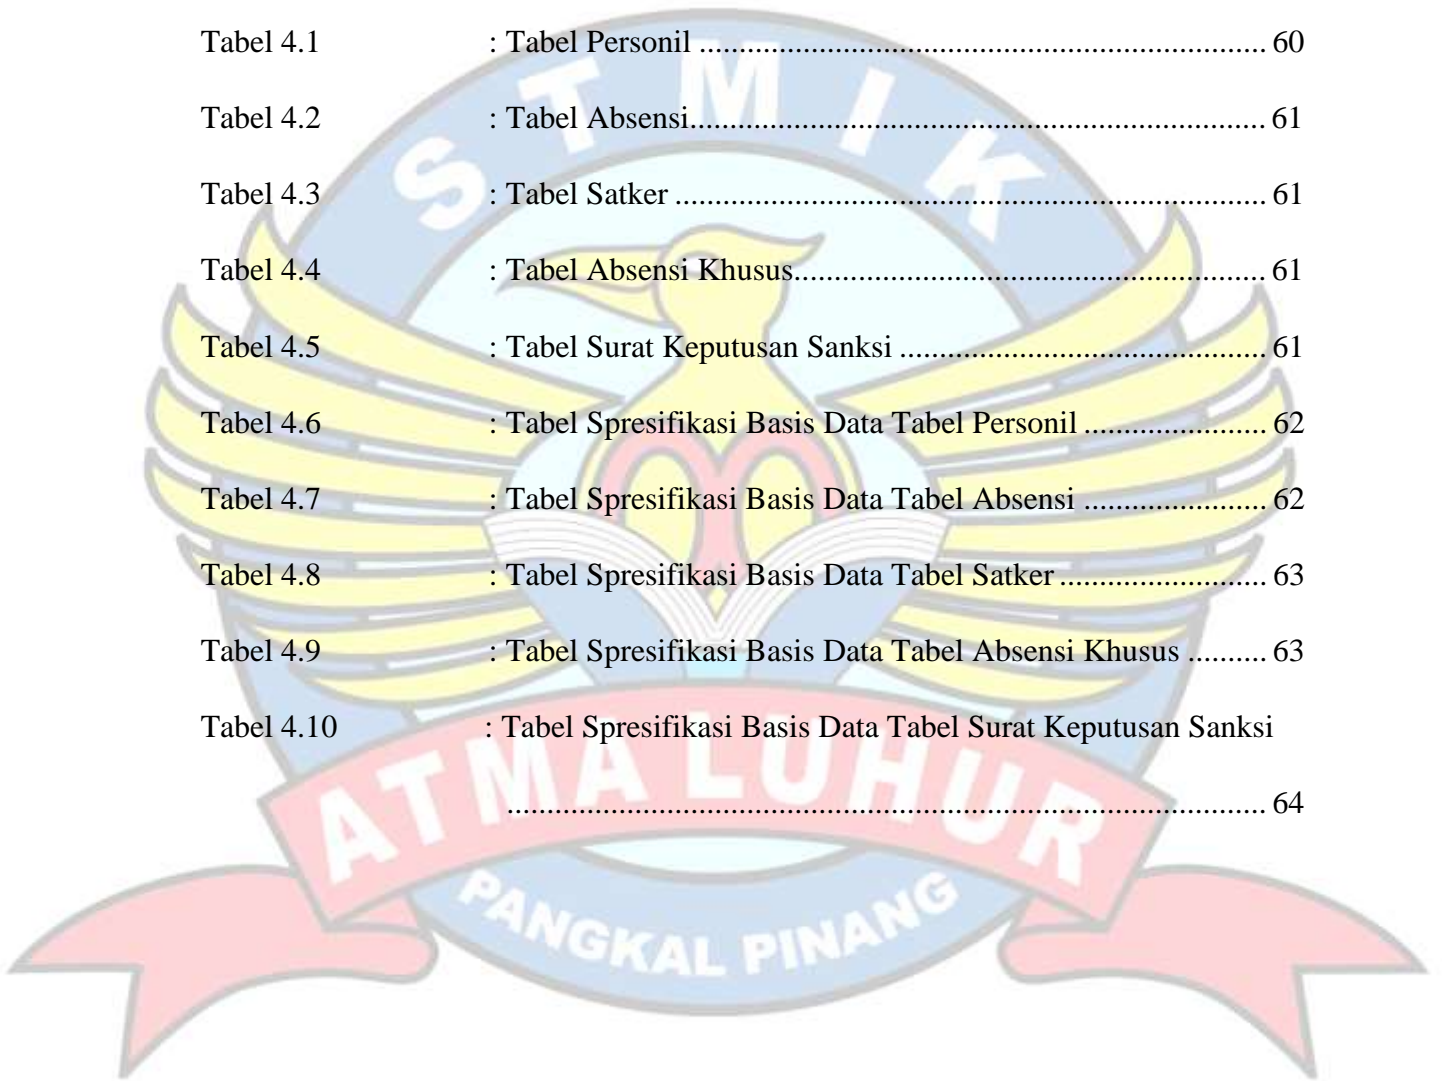 Tabel 4.1 : Tabel Personil ...................................................................... 60
Tabel 4.2 : Tabel Absensi....................................................................... 61
Tabel 4.3 : Tabel Satker ......................................................................... 61
Tabel 4.4 : Tabel Absensi Khusus.......................................................... 61
Tabel 4.5 : Tabel Surat Keputusan Sanksi ............................................. 61
Tabel 4.6 : Tabel Spresifikasi Basis Data Tabel Personil ....................... 62
Tabel 4.7 : Tabel Spresifikasi Basis Data Tabel Absensi ....................... 62
Tabel 4.8 : Tabel Spresifikasi Basis Data Tabel Satker .......................... 63
Tabel 4.9 : Tabel Spresifikasi Basis Data Tabel Absensi Khusus .......... 63
Tabel 4.10 : Tabel Spresifikasi Basis Data Tabel Surat Keputusan Sanksi
.............................................................................................. 64
STMIK
ATMA LUHUR
PANGKAL PINANG